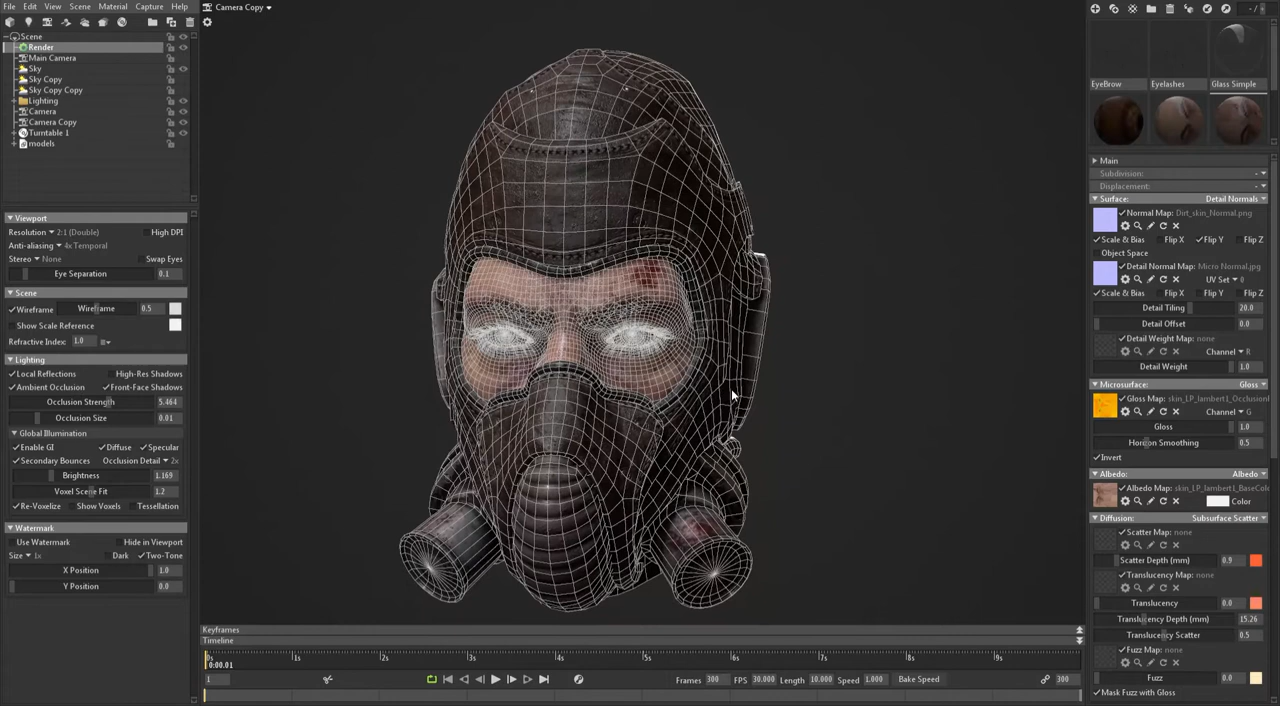 File Edit View Scene Material Capture Help
Scene
Render
Main Camera
Sky
Sky Copy
Sky Copy Copy
Lighting
Camera
Camera Copy
Turntable 1
models
Viewport
Resolution 2:1 (Double) High DPI
Anti-aliasing 4x Temporal
Stereo None Swap Eyes
Eye Separation 0.1
Scene
Wireframe Wireframe 0.5
Show Scale Reference
Refractive Index: 1.0
Lighting
Local Reflections High-Res Shadows
Ambient Occlusion Front-Face Shadows
Occlusion Strength 5.464
Occlusion Size 0.01
Global Illumination
Enable GI Diffuse Specular
Secondary Bounces Occlusion Detail 2x
Brightness 1.169
Voxel Scene Fit 1.2
Re-Voxelize Show Voxels Tessellation
Watermark
Use Watermark Hide in Viewport
Size 1x Dark Two-Tone
X Position 1.0
Y Position 0.0
Camera Copy
Keyframes
Timeline
0s 1s 2s 3s 4s 5s 6s 7s 8s 9s
0:00.01
1 Frames 300 FPS 30.000 Length 10.000 Speed 1.000 Bake Speed 300
- /
EyeBrow Eyelashes Glass Simple
Main
Subdivision: -
Displacement: -
Surface: Detail Normals
Normal Map: Dirt_skin_Normal.png
Scale & Bias Flip X Flip Y Flip Z
Object Space
Detail Normal Map: Micro Normal.jpg
UV Set 0
Scale & Bias Flip X Flip Y Flip Z
Detail Tiling 20.0
Detail Offset 0.0
Detail Weight Map: none
Channel R
Detail Weight 1.0
Microsurface: Gloss
Gloss Map: skin_LP_lambert1_OcclusionR
Channel G
Gloss 1.0
Horizon Smoothing 0.5
Invert
Albedo: Albedo
Albedo Map: skin_LP_lambert1_BaseColo
Color
Diffusion: Subsurface Scatter
Scatter Map: none
Scatter Depth (mm) 0.9
Translucency Map: none
Translucency 0.0
Translucency Depth (mm) 15.26
Translucency Scatter 0.5
Fuzz Map: none
Fuzz 0.0
Mask Fuzz with Gloss